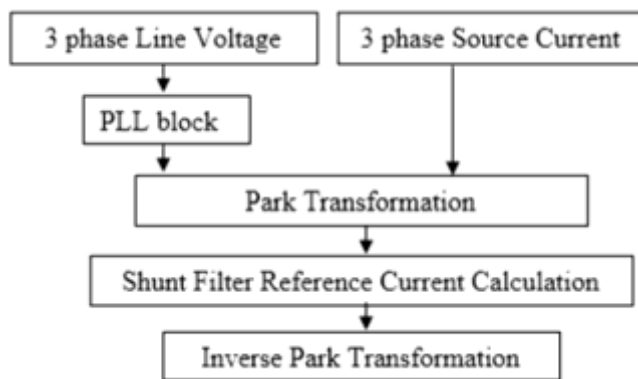 3 phase Line Voltage
3 phase Source Current
PLL block
Park Transformation
Shunt Filter Reference Current Calculation
Inverse Park Transformation